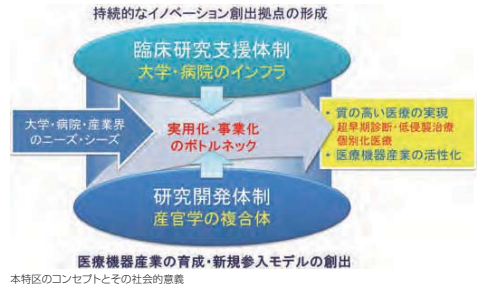 持続的なイノベーション創出拠点の形成
臨床研究支援体制
大学・病院のインフラ
大学・病院・産業界
のニーズ・シーズ
実用化・事業化
のボトルネック
• 質の高い医療の実現
超早期診断・低侵襲治療
個別化医療
• 医療機器産業の活性化
研究開発体制
産官学の複合体
医療機器産業の育成・新規参入モデルの創出
本特区のコンセプトとその社会的意義